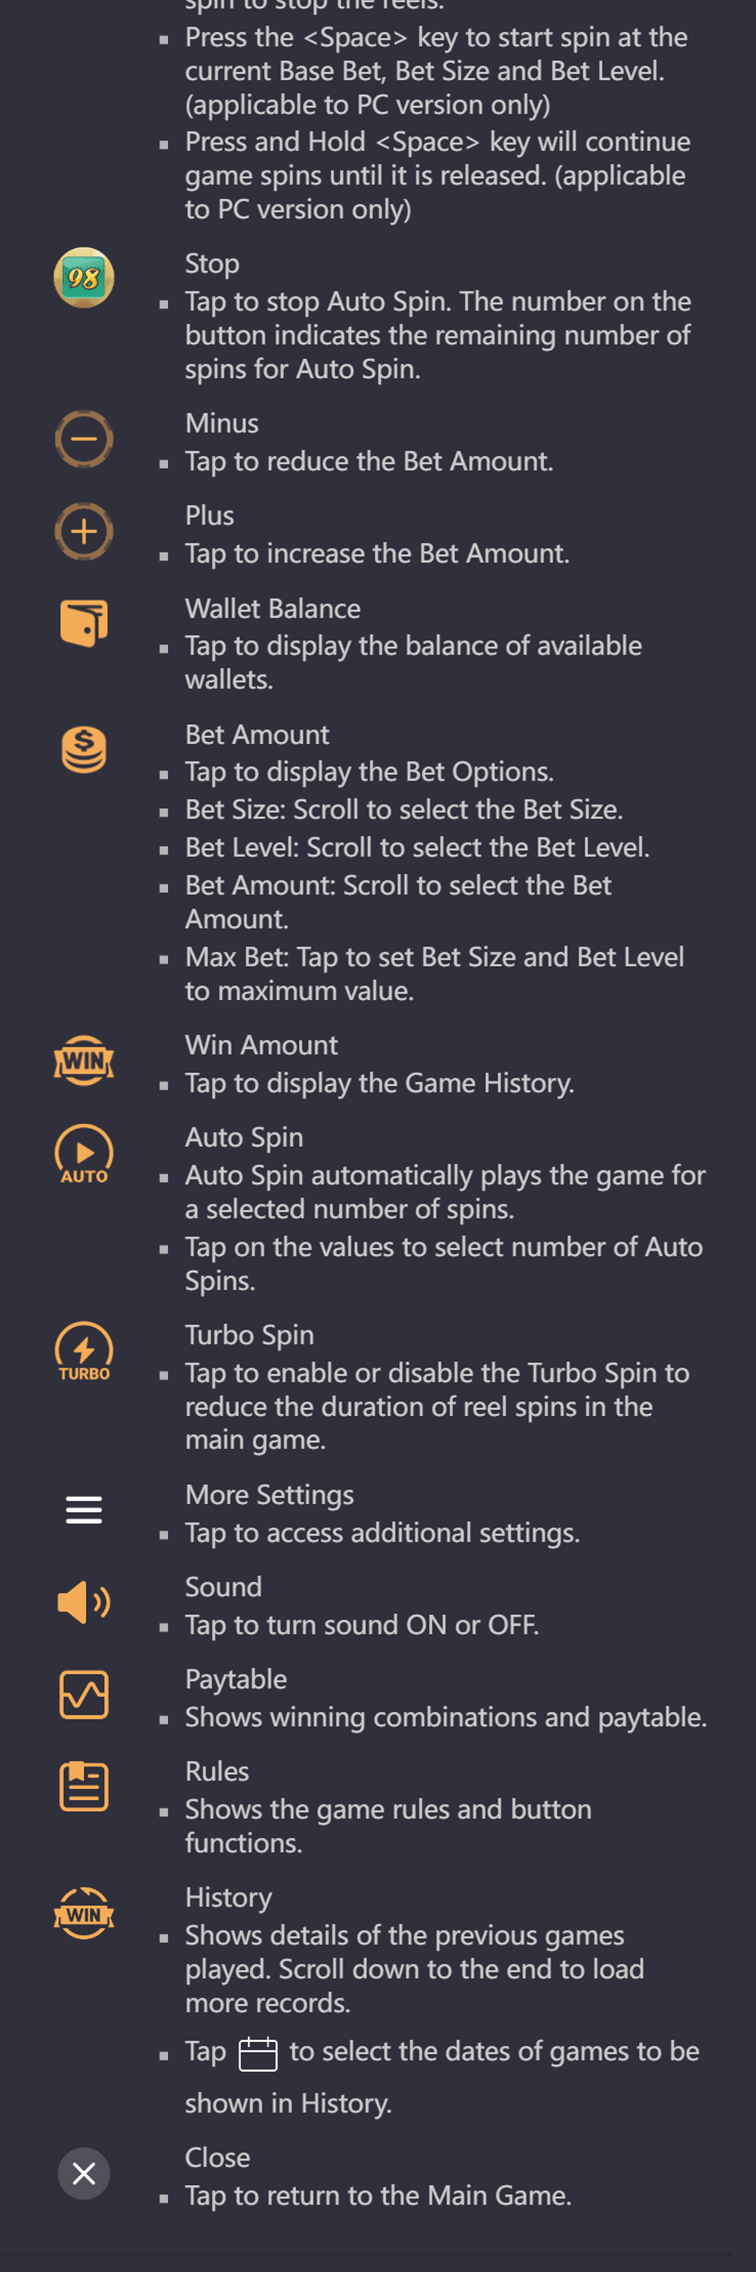 spin to stop the reels.
Press the <Space> key to start spin at the
current Base Bet, Bet Size and Bet Level.
(applicable to PC version only)
Press and Hold <Space> key will continue
game spins until it is released. (applicable
to PC version only)
98
Stop
Tap to stop Auto Spin. The number on the
button indicates the remaining number of
spins for Auto Spin.
Minus
Tap to reduce the Bet Amount.
Plus
Tap to increase the Bet Amount.
Wallet Balance
Tap to display the balance of available
wallets.
$
Bet Amount
Tap to display the Bet Options.
Bet Size: Scroll to select the Bet Size.
Bet Level: Scroll to select the Bet Level.
Bet Amount: Scroll to select the Bet
Amount.
Max Bet: Tap to set Bet Size and Bet Level
to maximum value.
WIN
Win Amount
Tap to display the Game History.
AUTO
Auto Spin
Auto Spin automatically plays the game for
a selected number of spins.
Tap on the values to select number of Auto
Spins.
TURBO
Turbo Spin
Tap to enable or disable the Turbo Spin to
reduce the duration of reel spins in the
main game.
More Settings
Tap to access additional settings.
Sound
Tap to turn sound ON or OFF.
Paytable
Shows winning combinations and paytable.
Rules
Shows the game rules and button
functions.
WIN
History
Shows details of the previous games
played. Scroll down to the end to load
more records.
Tap to select the dates of games to be
shown in History.
Close
Tap to return to the Main Game.